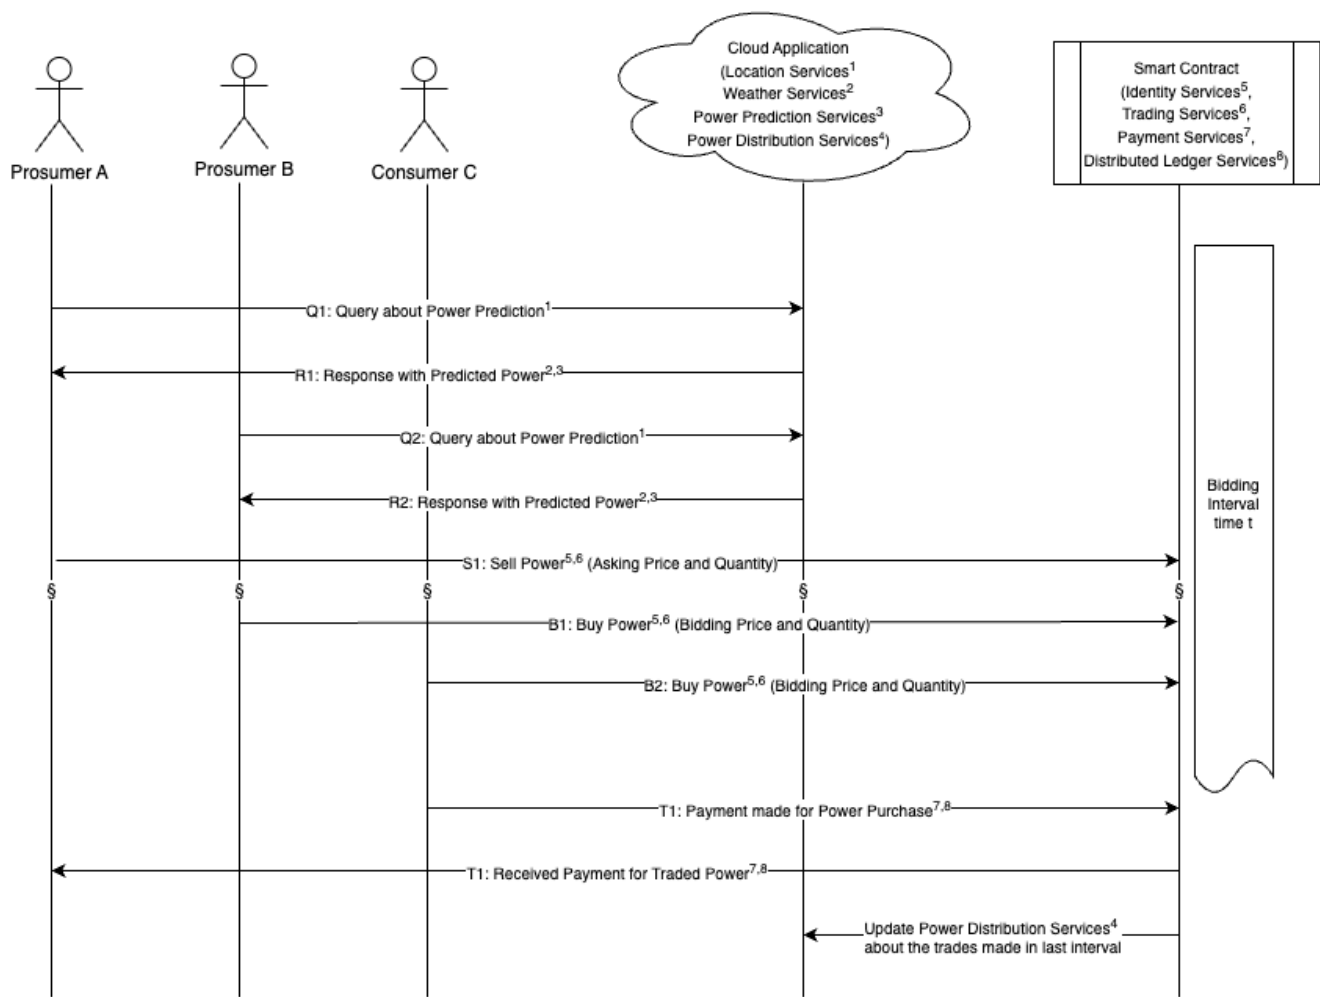 Cloud Application
(Location Services¹
Weather Services²
Power Prediction Services³
Power Distribution Services⁴)
Smart Contract
(Identity Services⁵,
Trading Services⁶,
Payment Services⁷,
Distributed Ledger Services⁸)
Prosumer A
Prosumer B
Consumer C
Q1: Query about Power Prediction¹
R1: Response with Predicted Power²,³
Q2: Query about Power Prediction¹
R2: Response with Predicted Power²,³
Bidding
Interval
time t
S1: Sell Power⁵,⁶ (Asking Price and Quantity)
§ § § § §
B1: Buy Power⁵,⁶ (Bidding Price and Quantity)
B2: Buy Power⁵,⁶ (Bidding Price and Quantity)
T1: Payment made for Power Purchase⁷,⁸
T1: Received Payment for Traded Power⁷,⁸
Update Power Distribution Services⁴
about the trades made in last interval